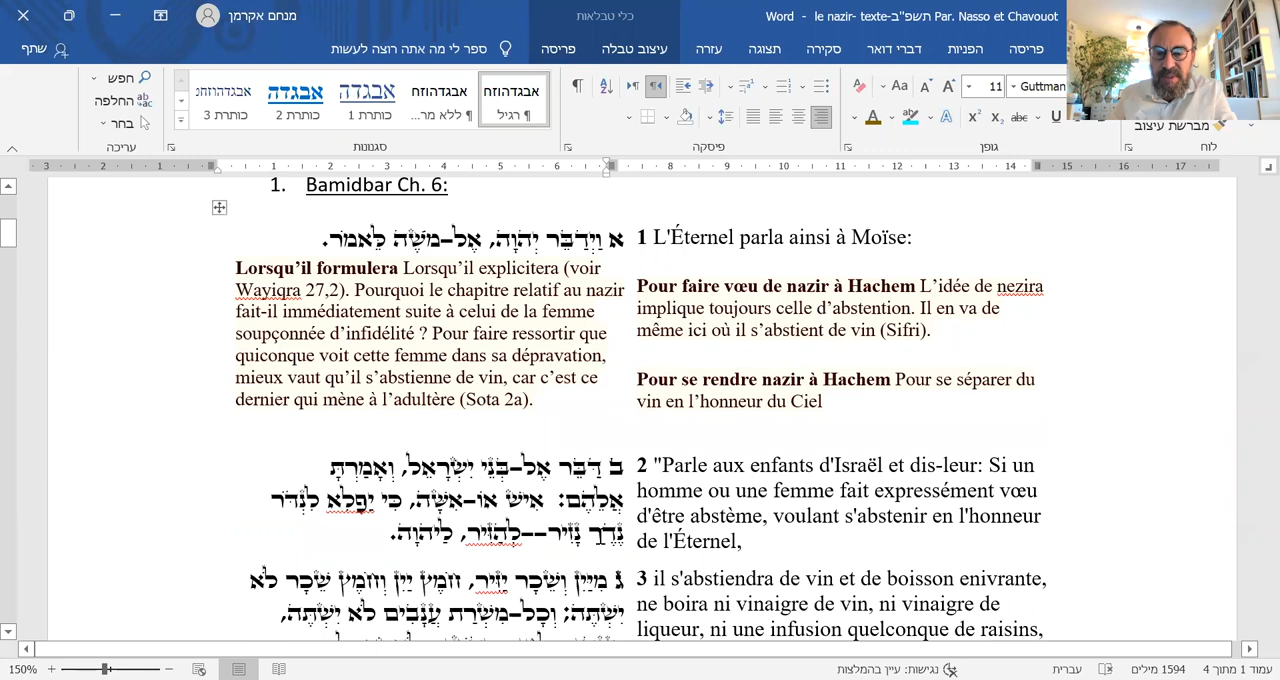 מנחם אקרמן
כלי טבלאות
le nazir- texte-תשפ"ב Par. Nasso et Chavouot - Word
שתף
ספר לי מה אתה רוצה לעשות
פריסה
עיצוב טבלה
עזרה
תצוגה
סקירה
דברי דואר
הפניות
פריסה
חפש
החלפה
בחר
עריכה
אבגדהוזחנ
כותרת 3
אבגדה
כותרת 2
אבגדה
כותרת 1
אבגדהוזח
¶ ללא מר...
אבגדהוזח
¶ רגיל
סגנונות
פיסקה
גופן
Guttman
11
מברשת עיצוב
לוח
1. Bamidbar Ch. 6:
א וַיְדַבֵּר יְהוָה, אֶל-מֹשֶׁה לֵּאמֹר.
1 L'Éternel parla ainsi à Moïse:
Lorsqu’il formulera Lorsqu’il explicitera (voir
Wayiqra 27,2). Pourquoi le chapitre relatif au nazir
fait-il immédiatement suite à celui de la femme
soupçonnée d’infidélité ? Pour faire ressortir que
quiconque voit cette femme dans sa dépravation,
mieux vaut qu’il s’abstienne de vin, car c’est ce
dernier qui mène à l’adultère (Sota 2a).
Pour faire vœu de nazir à Hachem L’idée de nezira
implique toujours celle d’abstention. Il en va de
même ici où il s’abstient de vin (Sifri).
Pour se rendre nazir à Hachem Pour se séparer du
vin en l’honneur du Ciel
ב דַּבֵּר אֶל-בְּנֵי יִשְׂרָאֵל, וְאָמַרְתָּ
אֲלֵהֶם: אִישׁ אוֹ-אִשָּׁה, כִּי יַפְלִא לִנְדֹּר
נֶדֶר נָזִיר--לְהַזִּיר, לַיהוָה.
2 "Parle aux enfants d'Israël et dis-leur: Si un
homme ou une femme fait expressément vœu
d'être abstème, voulant s'abstenir en l'honneur
de l'Éternel,
ג מִיַּיִן וְשֵׁכָר יַזִּיר, חֹמֶץ יַיִן וְחֹמֶץ שֵׁכָר לֹא
יִשְׁתֶּה; וְכָל-מִשְׁרַת עֲנָבִים לֹא יִשְׁתֶּה,
3 il s'abstiendra de vin et de boisson enivrante,
ne boira ni vinaigre de vin, ni vinaigre de
liqueur, ni une infusion quelconque de raisins,
150%
נגישות: עיין בהמלצות
עברית
1594 מילים
עמוד 1 מתוך 4